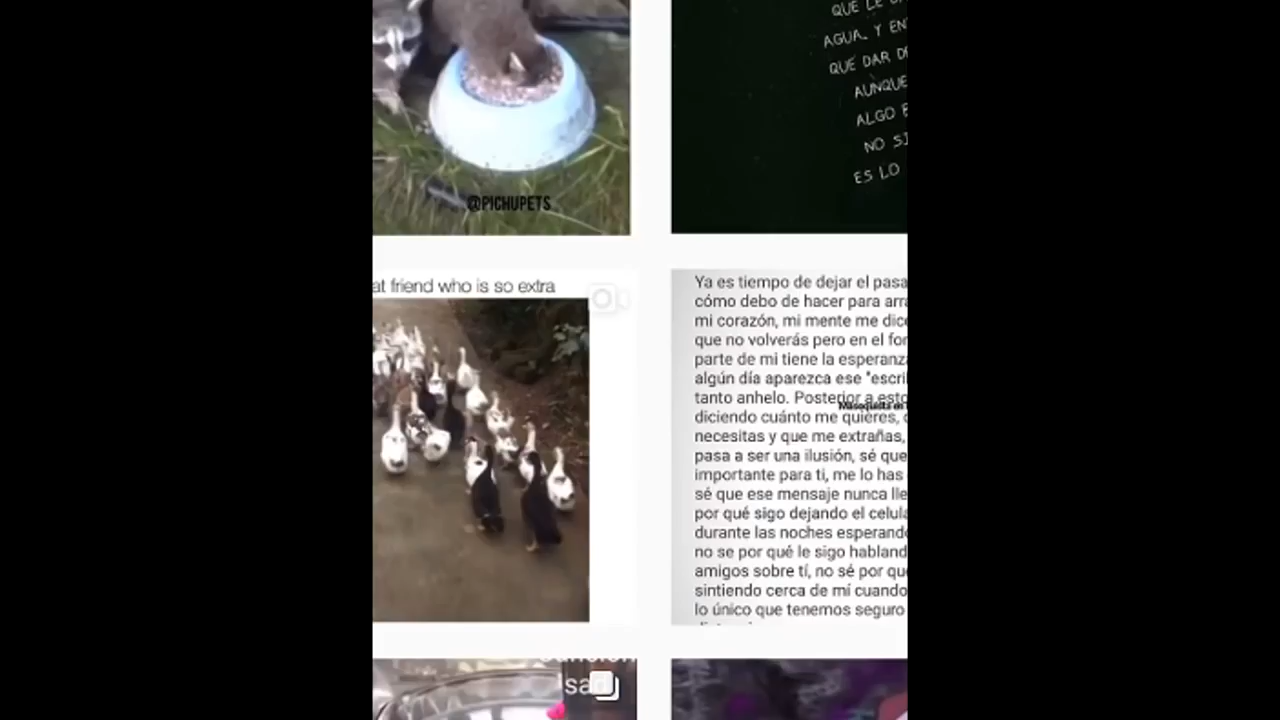 QUE LE
AGUA. Y EN
QUE DAR
AUNQUE
ALGO
NO
ES LO
@PICHUPETS
at friend who is so extra
Ya es tiempo de dejar el pasa
cómo debo de hacer para arra
mi corazón, mi mente me dice
que no volverás pero en el for
parte de mi tiene la esperanza
algún día aparezca ese "escri
tanto anhelo. Posterior a esto
diciendo cuánto me quieres,
necesitas y que me extrañas,
pasa a ser una ilusión, sé que
importante para ti, me lo has
sé que ese mensaje nunca lle
por qué sigo dejando el celula
durante las noches esperando
no se por qué le sigo habland
amigos sobre tí, no sé por que
sintiendo cerca de mí cuando
lo único que tenemos seguro
sad